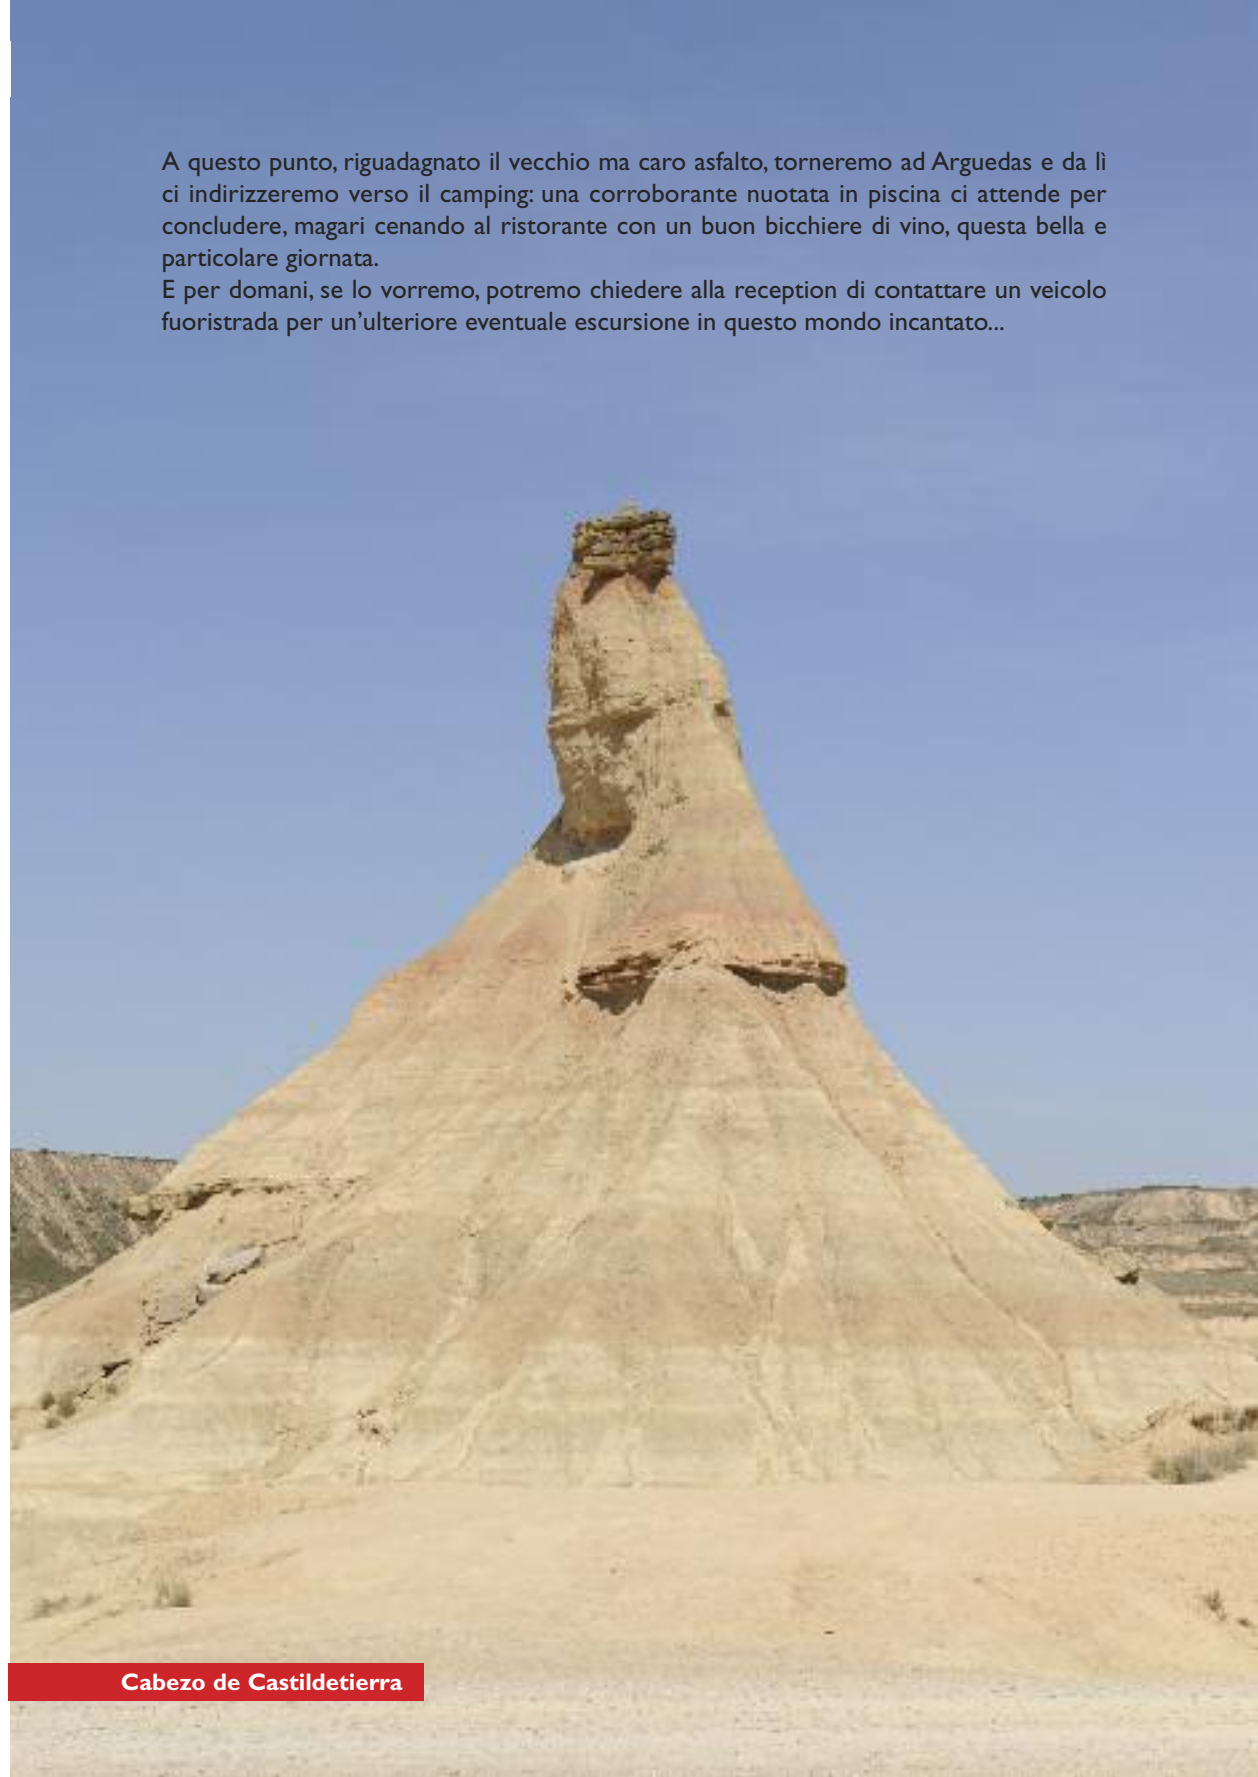 A questo punto, riguadagnato il vecchio ma caro asfalto, torneremo ad Arguedas e da lì
ci indirizzeremo verso il camping: una corroborante nuotata in piscina ci attende per
concludere, magari cenando al ristorante con un buon bicchiere di vino, questa bella e
particolare giornata.
E per domani, se lo vorremo, potremo chiedere alla reception di contattare un veicolo
fuoristrada per un’ulteriore eventuale escursione in questo mondo incantato...
Cabezo de Castildetierra